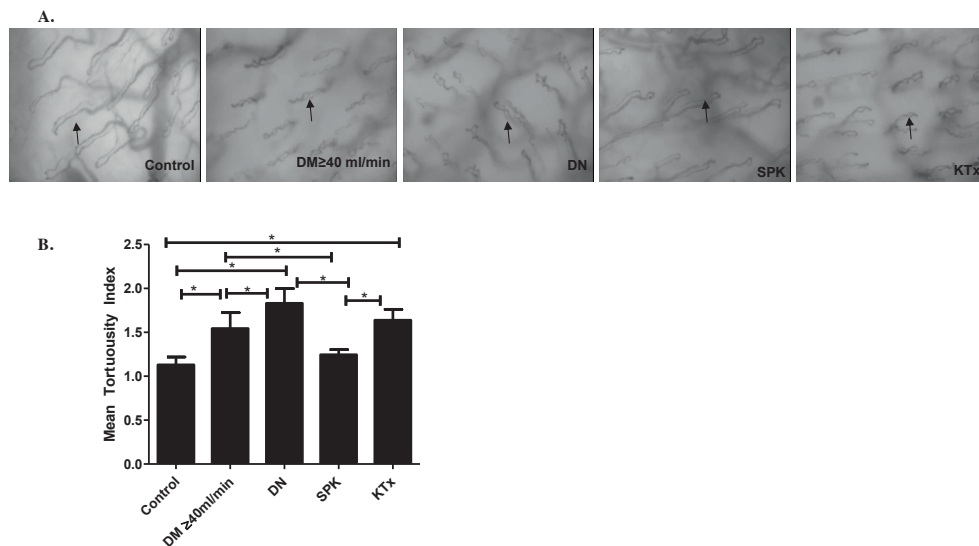 A.
Control
DM≥40 ml/min
DN
SPK
KTx
B.
Mean Tortuousity Index
2.5
2.0
1.5
1.0
0.5
0.0
*
*
*
*
*
*
*
Control
DM ≥40ml/min
DN
SPK
KTx